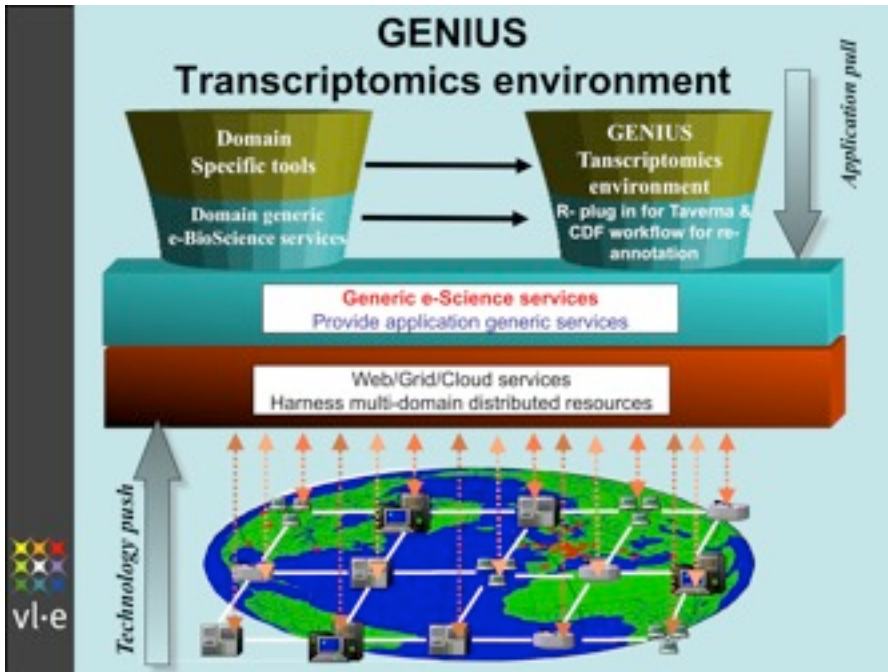 GENIUS
Transcriptomics environment
Application pull
Domain
Specific tools
Domain generic
e-BioScience services
GENIUS
Tanscriptomics
environment
R- plug in for Taverna &
CDF workflow for re-
annotation
Generic e-Science services
Provide application generic services
Web/Grid/Cloud services
Harness multi-domain distributed resources
Technology push
vl·e